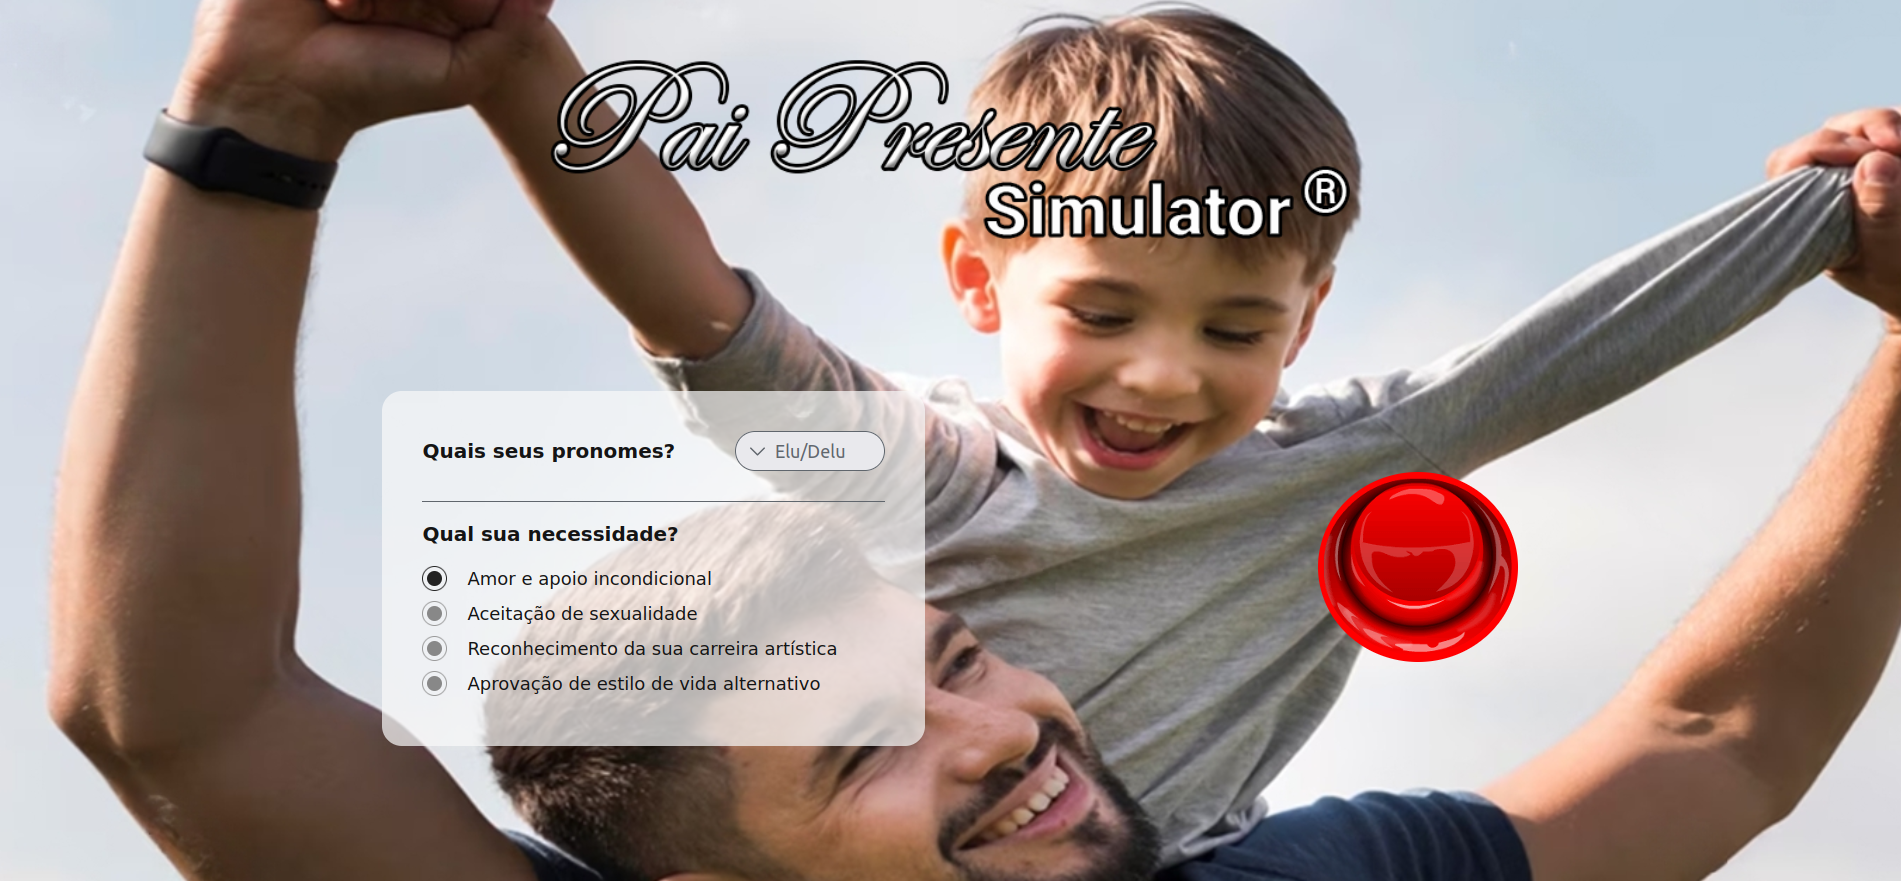 Pai Presente
Simulator ®
Quais seus pronomes?
Elu/Delu
Qual sua necessidade?
Amor e apoio incondicional
Aceitação de sexualidade
Reconhecimento da sua carreira artística
Aprovação de estilo de vida alternativo